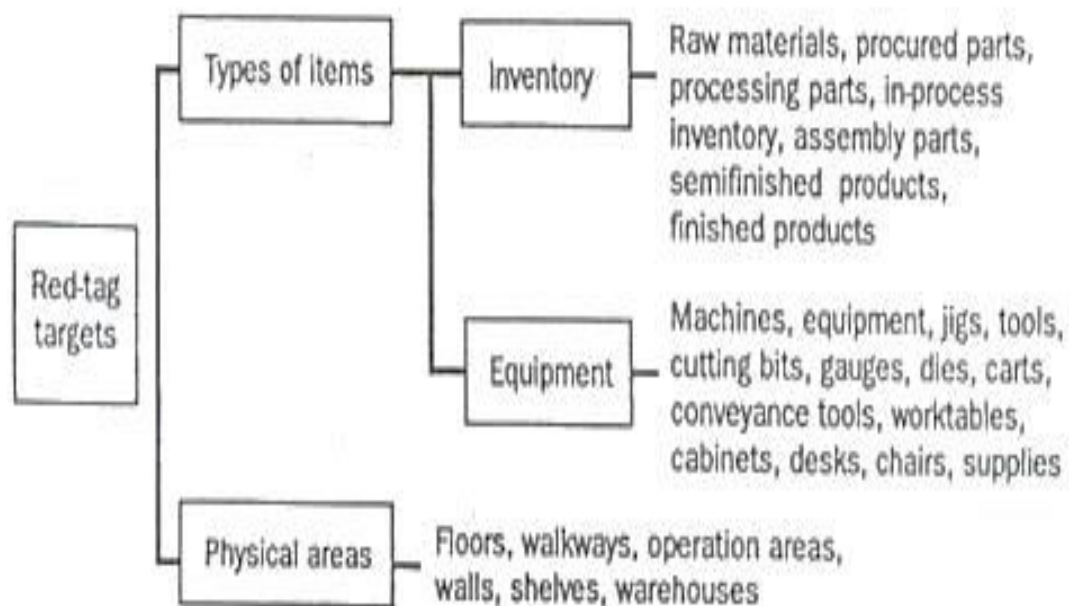 Red-tag
targets
Types of items
Inventory
Raw materials, procured parts,
processing parts, in-process
inventory, assembly parts,
semifinished products,
finished products
Equipment
Machines, equipment, jigs, tools,
cutting bits, gauges, dies, carts,
conveyance tools, worktables,
cabinets, desks, chairs, supplies
Physical areas
Floors, walkways, operation areas,
walls, shelves, warehouses